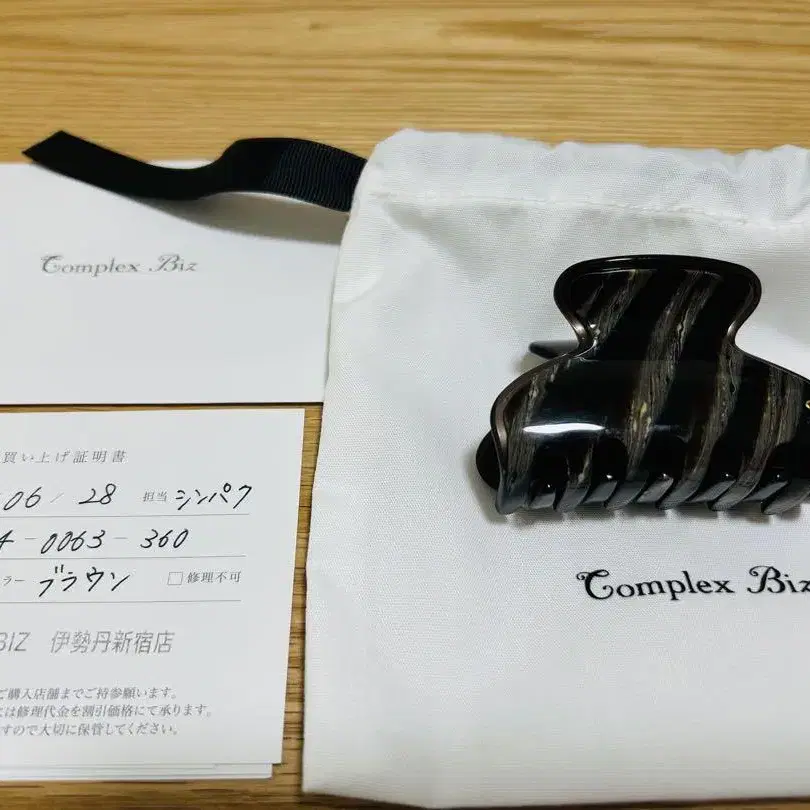 Complex Biz
買い上げ証明書
06 / 28 担当 シンパク
4-0063-360
ラー ブラウン □修理不可
BIZ 伊勢丹新宿店
ご購入店舗までご持参願います。
は修理代金を割引価格にて承ります。
すので大切に保管してください。
Complex Biz